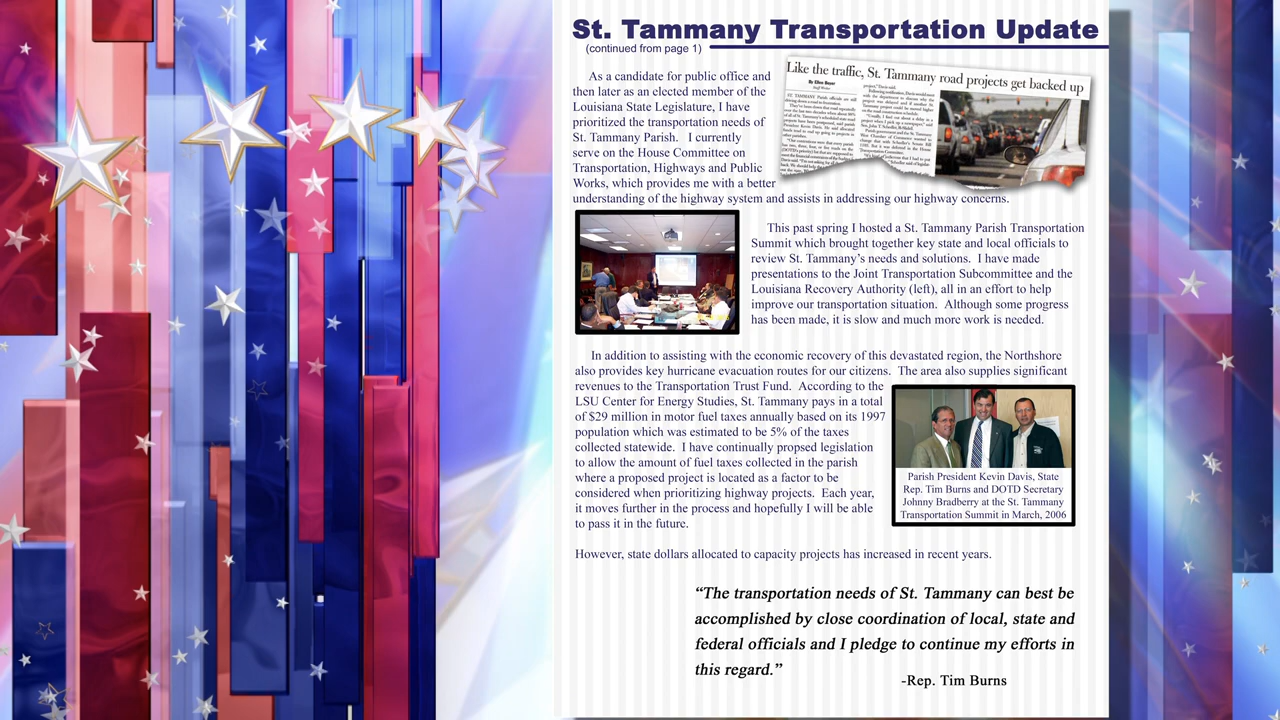 St. Tammany Transportation Update
(continued from page 1)
As a candidate for public office and
then later as an elected member of the
Louisiana State Legislature, I have
prioritized the transportation needs of
St. Tammany Parish. I currently
serve on the House Committee on
Transportation, Highways and Public
Works, which provides me with a better
understanding of the highway system and assists in addressing our highway concerns.
Like the traffic, St. Tammany road projects get backed up
By Ellen Boyer
Staff Writer
This past spring I hosted a St. Tammany Parish Transportation
Summit which brought together key state and local officials to
review St. Tammany's needs and solutions. I have made
presentations to the Joint Transportation Subcommittee and the
Louisiana Recovery Authority (left), all in an effort to help
improve our transportation situation. Although some progress
has been made, it is slow and much more work is needed.
In addition to assisting with the economic recovery of this devastated region, the Northshore
also provides key hurricane evacuation routes for our citizens. The area also supplies significant
revenues to the Transportation Trust Fund. According to the
LSU Center for Energy Studies, St. Tammany pays in a total
of $29 million in motor fuel taxes annually based on its 1997
population which was estimated to be 5% of the taxes
collected statewide. I have continually propsed legislation
to allow the amount of fuel taxes collected in the parish
where a proposed project is located as a factor to be
considered when prioritizing highway projects. Each year,
it moves further in the process and hopefully I will be able
to pass it in the future.
Parish President Kevin Davis, State
Rep. Tim Burns and DOTD Secretary
Johnny Bradberry at the St. Tammany
Transportation Summit in March, 2006
However, state dollars allocated to capacity projects has increased in recent years.
“The transportation needs of St. Tammany can best be
accomplished by close coordination of local, state and
federal officials and I pledge to continue my efforts in
this regard.”
-Rep. Tim Burns